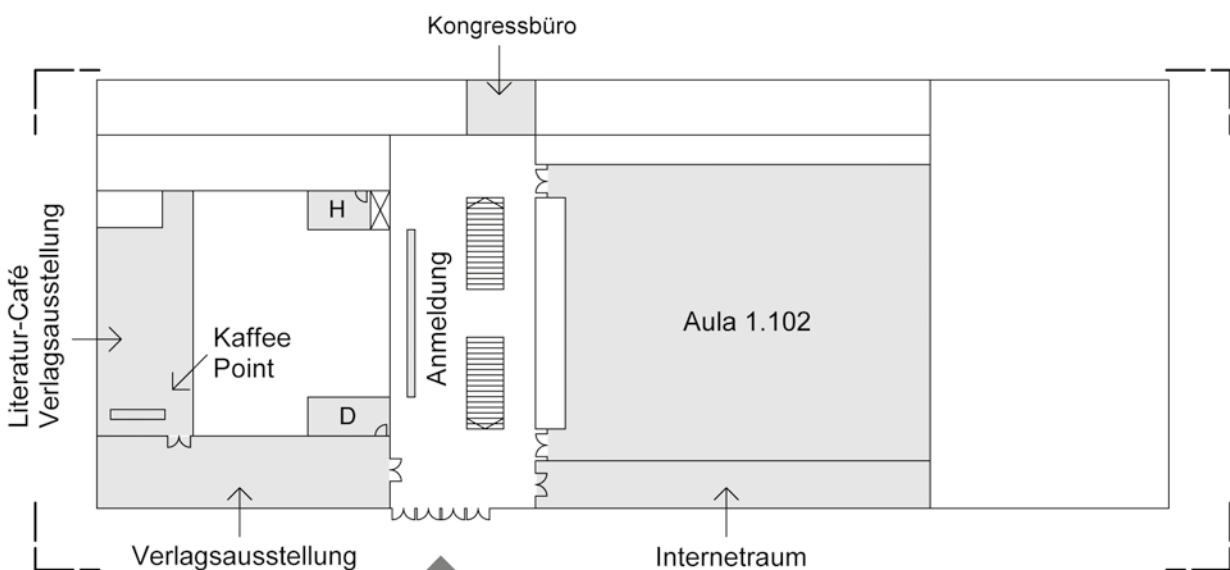 Kongressbüro
Literatur-Café
Verlagsausstellung
H
Anmeldung
Aula 1.102
Kaffee
Point
D
Verlagsausstellung
Internetraum